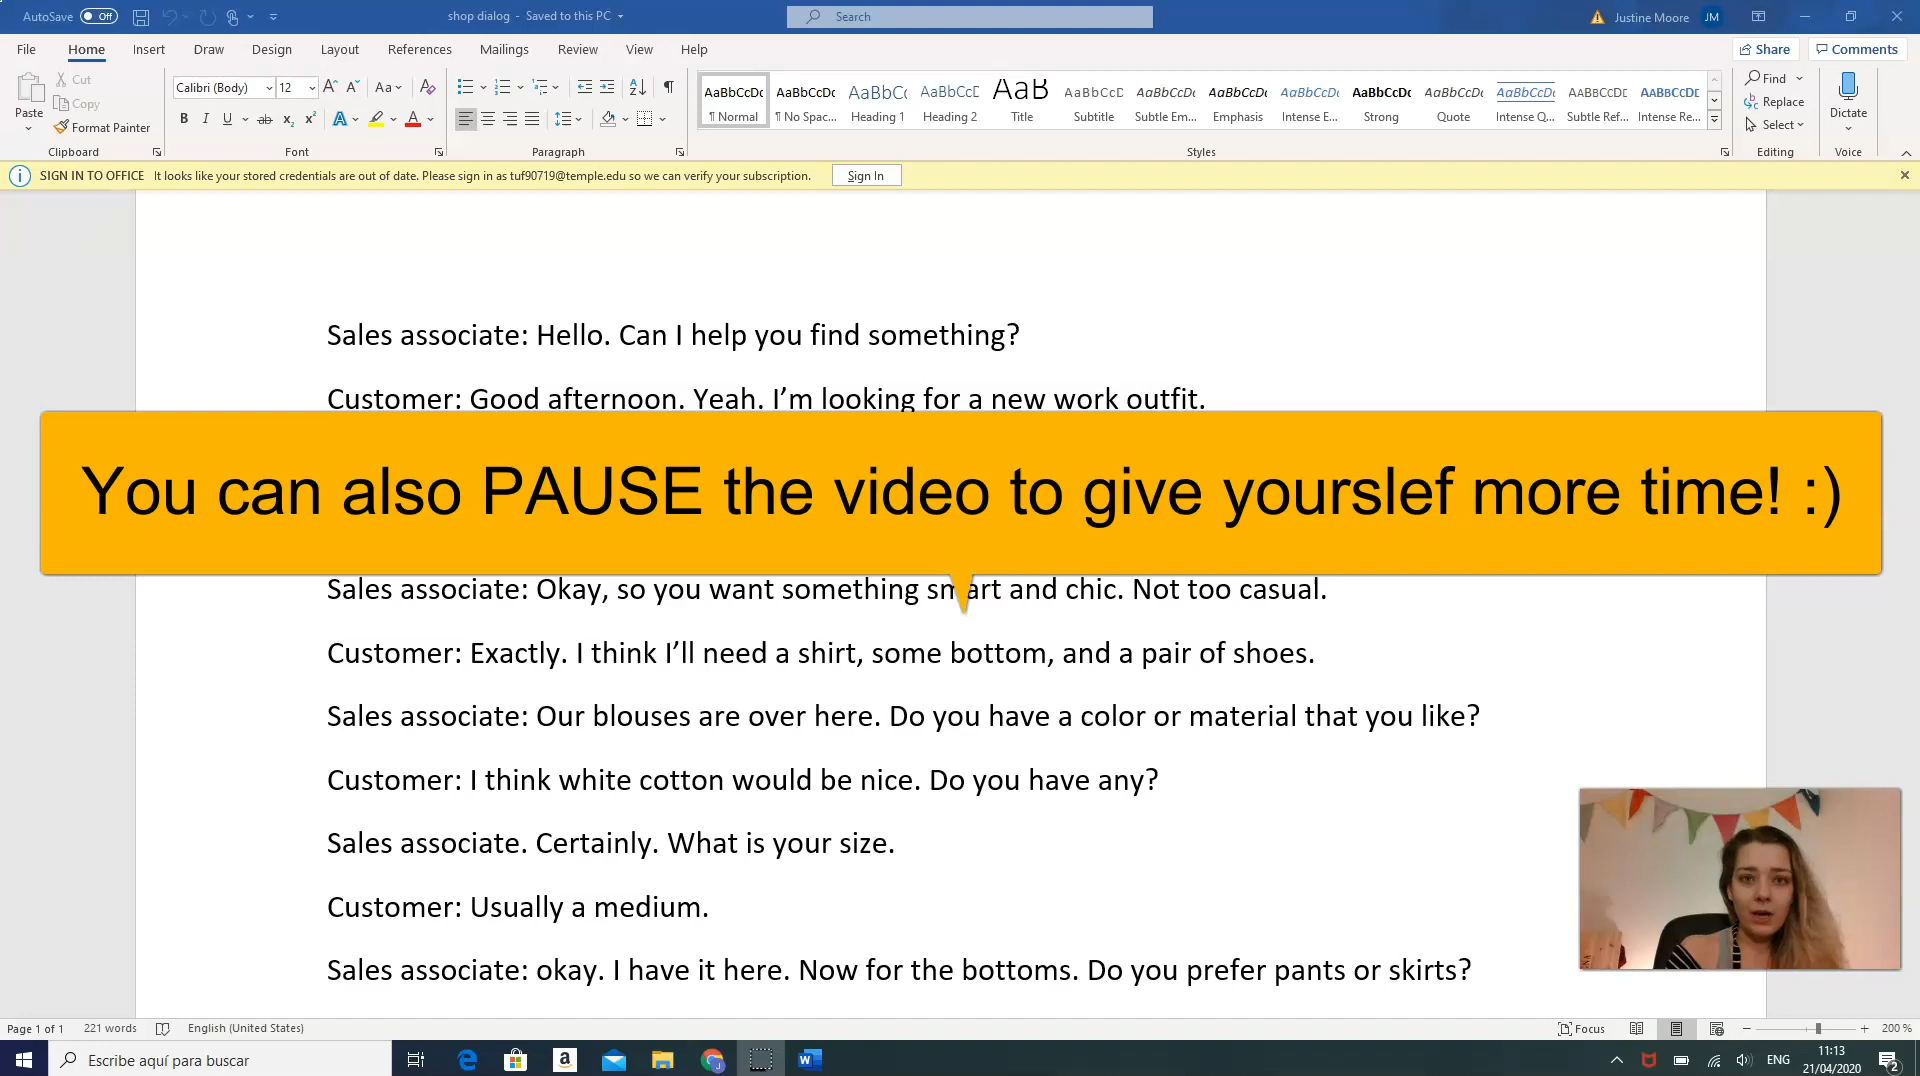 AutoSave Off shop dialog - Saved to this PC Search Justine Moore JM
File Home Insert Draw Design Layout References Mailings Review View Help Share Comments
Paste Cut Copy Format Painter
Calibri (Body) 12
AaBbCcDc AaBbCcDc AaBbCc AaBbCcD AaB AaBbCcD AaBbCcDc AaBbCcDc AaBbCcDc AaBbCcDc AaBbCcDc AaBbCcDc AABBCCDD AABBCCDD
¶ Normal ¶ No Spac... Heading 1 Heading 2 Title Subtitle Subtle Em... Emphasis Intense E... Strong Quote Intense Q... Subtle Ref... Intense Re...
Find Replace Select Dictate
Clipboard Font Paragraph Styles Editing Voice
SIGN IN TO OFFICE It looks like your stored credentials are out of date. Please sign in as tuf90719@temple.edu so we can verify your subscription. Sign In
Sales associate: Hello. Can I help you find something?
Customer: Good afternoon. Yeah. I’m looking for a new work outfit.
You can also PAUSE the video to give yourslef more time! :)
Sales associate: Okay, so you want something smart and chic. Not too casual.
Customer: Exactly. I think I’ll need a shirt, some bottom, and a pair of shoes.
Sales associate: Our blouses are over here. Do you have a color or material that you like?
Customer: I think white cotton would be nice. Do you have any?
Sales associate. Certainly. What is your size.
Customer: Usually a medium.
Sales associate: okay. I have it here. Now for the bottoms. Do you prefer pants or skirts?
Page 1 of 1 221 words English (United States) Focus 200 %
Escribe aquí para buscar ENG 11:13
21/04/2020 2